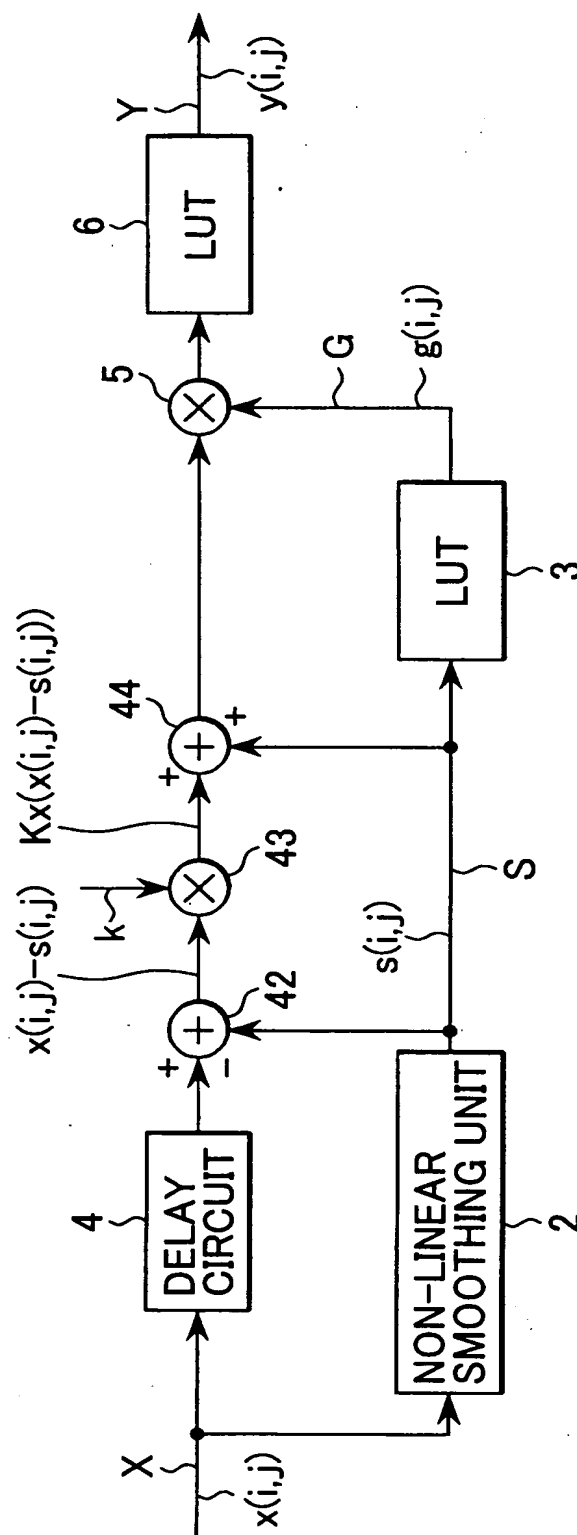 X
x(i,j)
4
DELAY
CIRCUIT
NON-LINEAR
SMOOTHING UNIT
2
x(i,j)-s(i,j)
+
-
+
42
k
×
43
Kx(x(i,j)-s(i,j))
44
+
+
+
s(i,j)
S
LUT
3
G
g(i,j)
5
×
6
LUT
Y
y(i,j)